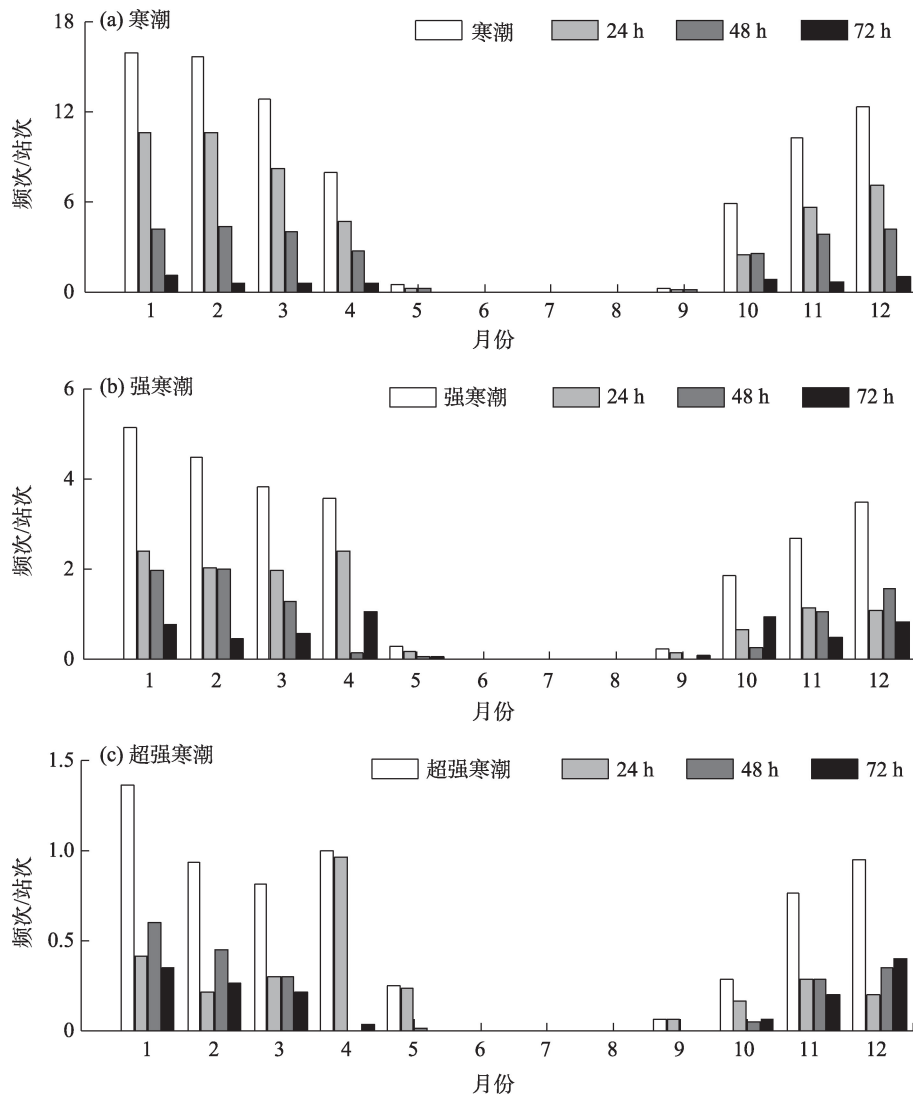 (a) 寒潮
寒潮 24 h 48 h 72 h
18
12
6
0
频次/站次
1 2 3 4 5 6 7 8 9 10 11 12
月份
(b) 强寒潮
强寒潮 24 h 48 h 72 h
6
4
2
0
频次/站次
1 2 3 4 5 6 7 8 9 10 11 12
月份
(c) 超强寒潮
超强寒潮 24 h 48 h 72 h
1.5
1.0
0.5
0
频次/站次
1 2 3 4 5 6 7 8 9 10 11 12
月份